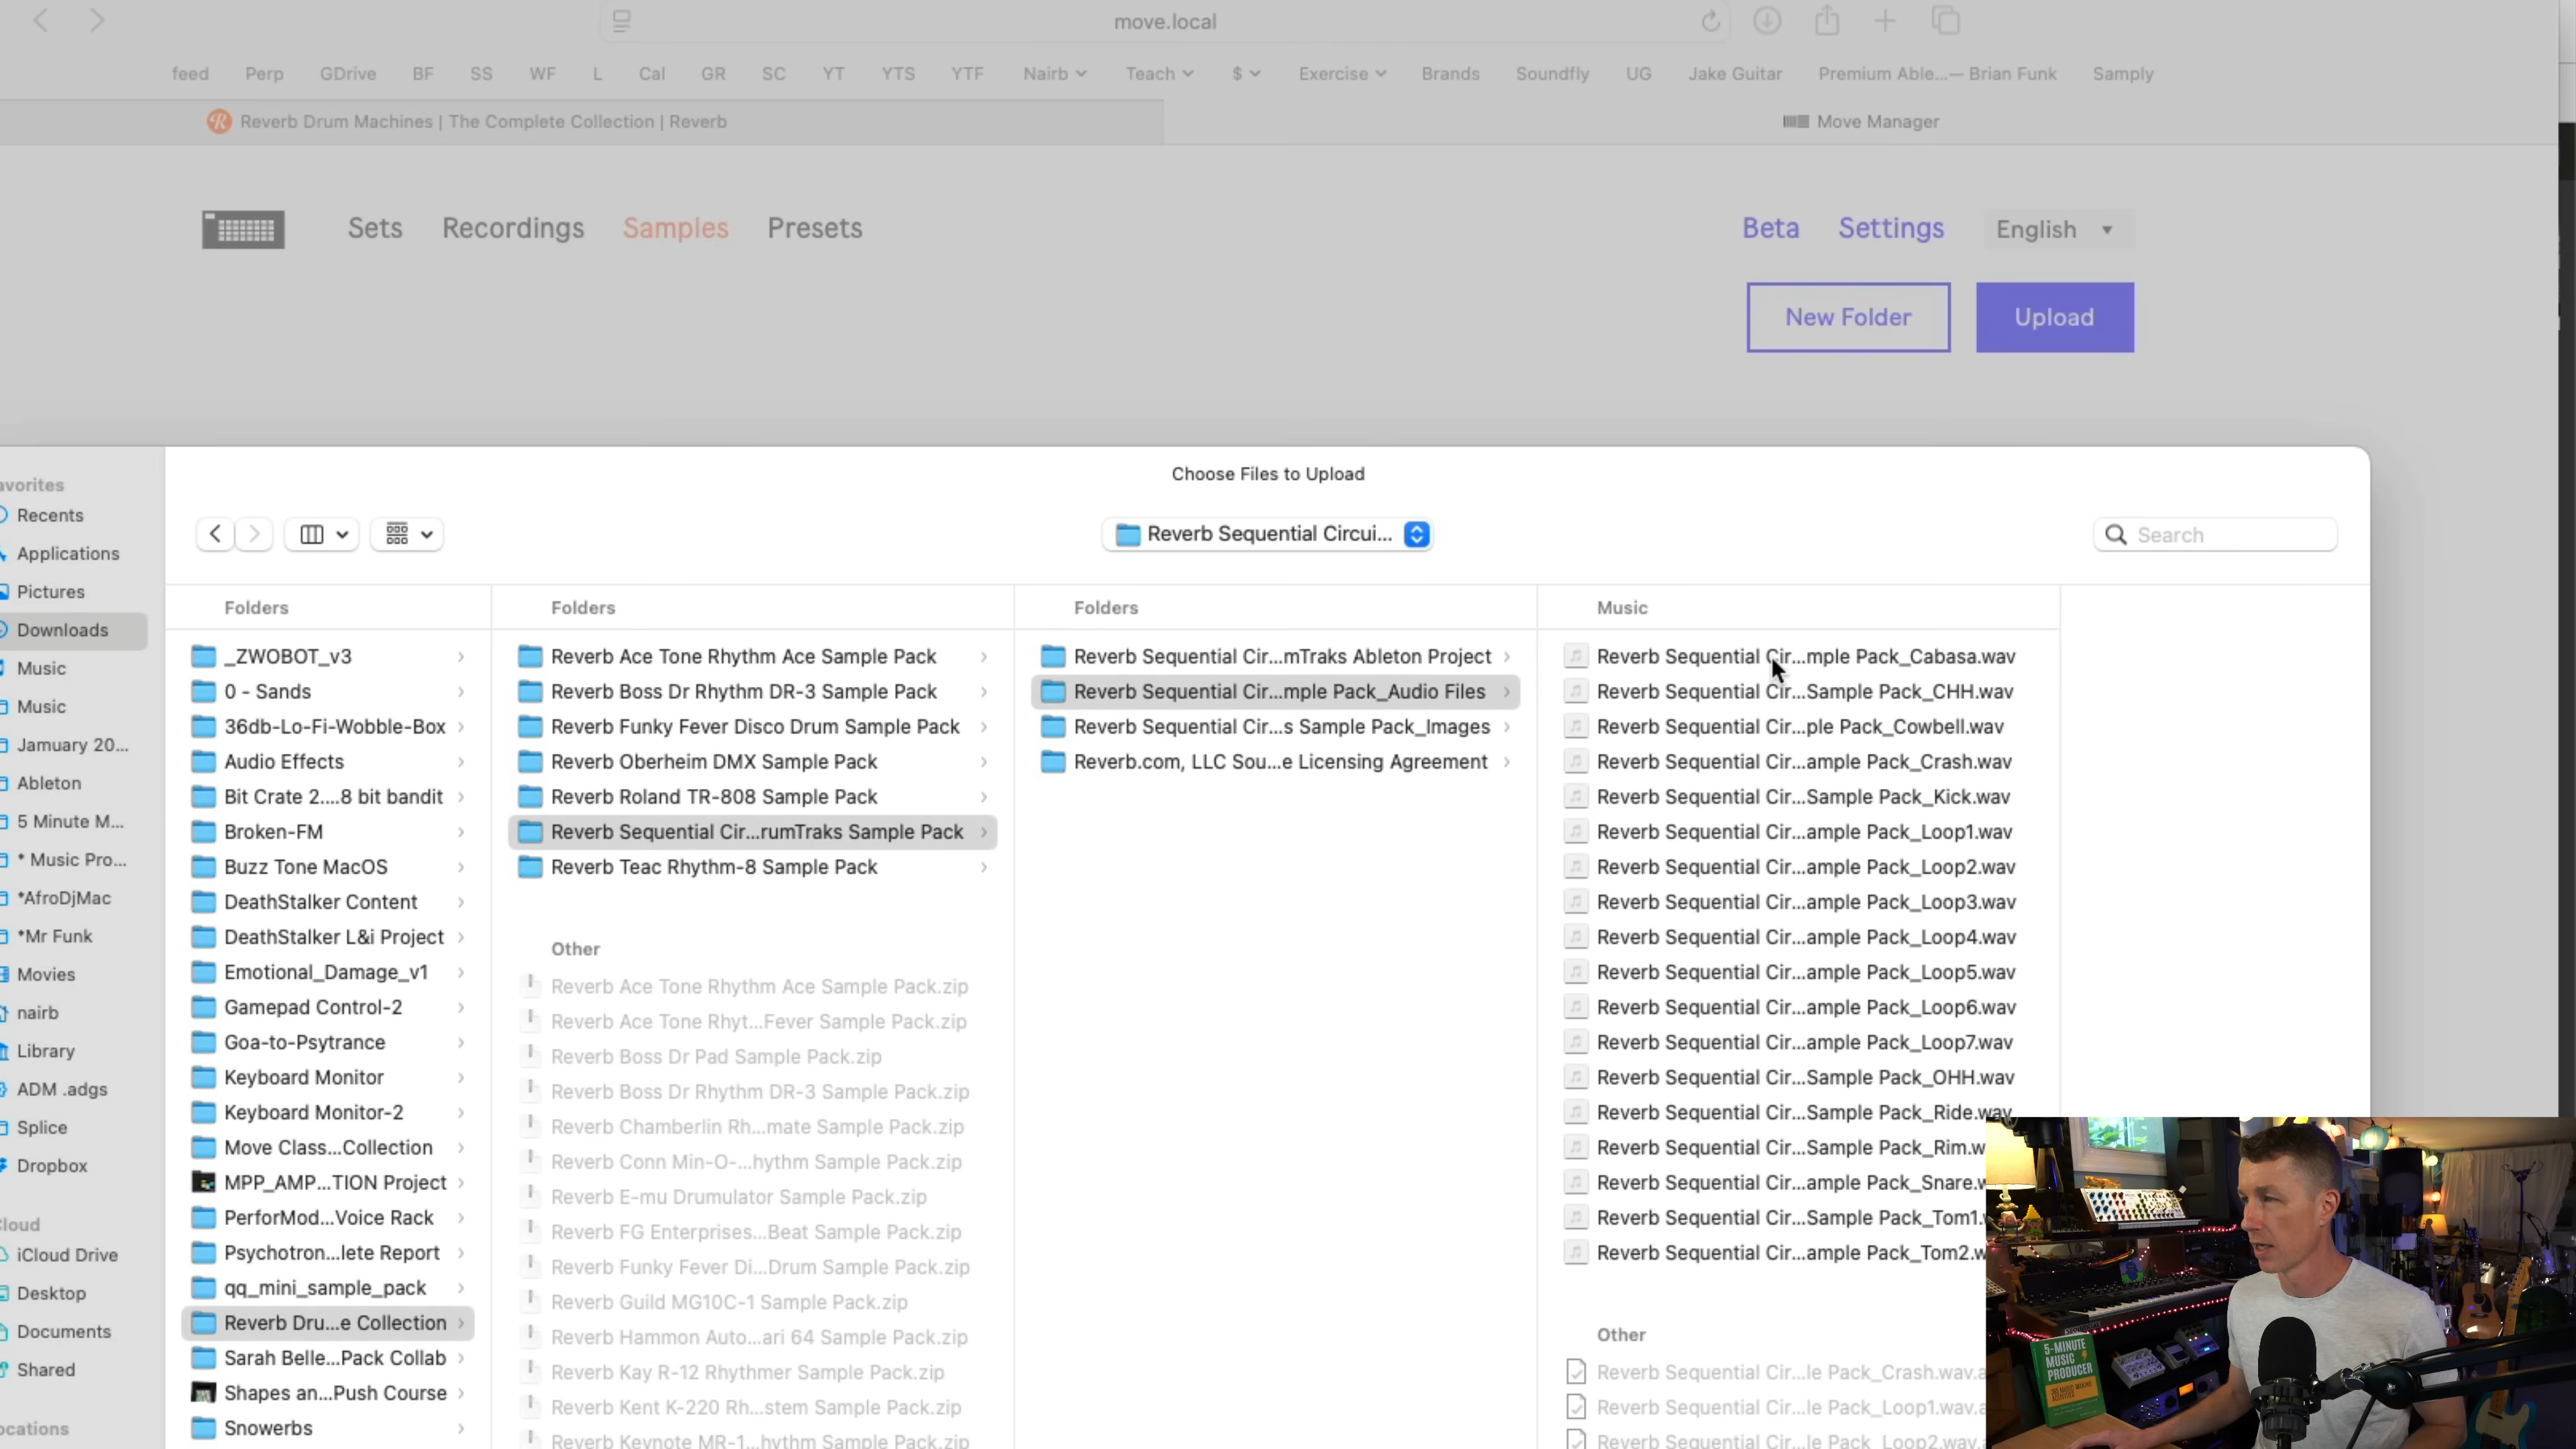 move.local
feed Perp GDrive BF SS WF L Cal GR SC YT YTS YTF Nairb Teach $ Exercise Brands Soundfly UG Jake Guitar Premium Able...— Brian Funk Samply
Reverb Drum Machines | The Complete Collection | Reverb
Move Manager
Sets Recordings Samples Presets
Beta Settings English
New Folder Upload
Choose Files to Upload
Reverb Sequential Circui...
Search
avorites
Recents
Applications
Pictures
Downloads
Music
Music
Jamuary 20...
Ableton
5 Minute M...
* Music Pro...
*AfroDjMac
*Mr Funk
Movies
nairb
Library
ADM .adgs
Splice
Dropbox
loud
iCloud Drive
Desktop
Documents
Shared
ocations
Folders
_ZWOBOT_v3
0 - Sands
36db-Lo-Fi-Wobble-Box
Audio Effects
Bit Crate 2....8 bit bandit
Broken-FM
Buzz Tone MacOS
DeathStalker Content
DeathStalker L&i Project
Emotional_Damage_v1
Gamepad Control-2
Goa-to-Psytrance
Keyboard Monitor
Keyboard Monitor-2
Move Class...Collection
MPP_AMP...TION Project
PerforMod...Voice Rack
Psychotron...lete Report
qq_mini_sample_pack
Reverb Dru...e Collection
Sarah Belle...Pack Collab
Shapes an...Push Course
Snowerbs
Folders
Reverb Ace Tone Rhythm Ace Sample Pack
Reverb Boss Dr Rhythm DR-3 Sample Pack
Reverb Funky Fever Disco Drum Sample Pack
Reverb Oberheim DMX Sample Pack
Reverb Roland TR-808 Sample Pack
Reverb Sequential Cir...rumTraks Sample Pack
Reverb Teac Rhythm-8 Sample Pack
Other
Reverb Ace Tone Rhythm Ace Sample Pack.zip
Reverb Ace Tone Rhyt...Fever Sample Pack.zip
Reverb Boss Dr Pad Sample Pack.zip
Reverb Boss Dr Rhythm DR-3 Sample Pack.zip
Reverb Chamberlin Rh...mate Sample Pack.zip
Reverb Conn Min-O-...hythm Sample Pack.zip
Reverb E-mu Drumulator Sample Pack.zip
Reverb FG Enterprises...Beat Sample Pack.zip
Reverb Funky Fever Di...Drum Sample Pack.zip
Reverb Guild MG10C-1 Sample Pack.zip
Reverb Hammon Auto...ari 64 Sample Pack.zip
Reverb Kay R-12 Rhythmer Sample Pack.zip
Reverb Kent K-220 Rh...stem Sample Pack.zip
Reverb Keynote MR-1...hythm Sample Pack.zip
Folders
Reverb Sequential Cir...mTraks Ableton Project
Reverb Sequential Cir...mple Pack_Audio Files
Reverb Sequential Cir...s Sample Pack_Images
Reverb.com, LLC Sou...e Licensing Agreement
Music
Reverb Sequential Cir...mple Pack_Cabasa.wav
Reverb Sequential Cir...Sample Pack_CHH.wav
Reverb Sequential Cir...ple Pack_Cowbell.wav
Reverb Sequential Cir...ample Pack_Crash.wav
Reverb Sequential Cir...Sample Pack_Kick.wav
Reverb Sequential Cir...ample Pack_Loop1.wav
Reverb Sequential Cir...ample Pack_Loop2.wav
Reverb Sequential Cir...ample Pack_Loop3.wav
Reverb Sequential Cir...ample Pack_Loop4.wav
Reverb Sequential Cir...ample Pack_Loop5.wav
Reverb Sequential Cir...ample Pack_Loop6.wav
Reverb Sequential Cir...ample Pack_Loop7.wav
Reverb Sequential Cir...Sample Pack_OHH.wav
Reverb Sequential Cir...Sample Pack_Ride.wav
Reverb Sequential Cir...Sample Pack_Rim.w
Reverb Sequential Cir...ample Pack_Snare.w
Reverb Sequential Cir...Sample Pack_Tom1.
Reverb Sequential Cir...ample Pack_Tom2.w
Other
Reverb Sequential Cir...le Pack_Crash.wav.a
Reverb Sequential Cir...le Pack_Loop1.wav.a
Reverb Sequential Cir...le Pack_Loop2.wav.
5-MINUTE
MUSIC
PRODUCER